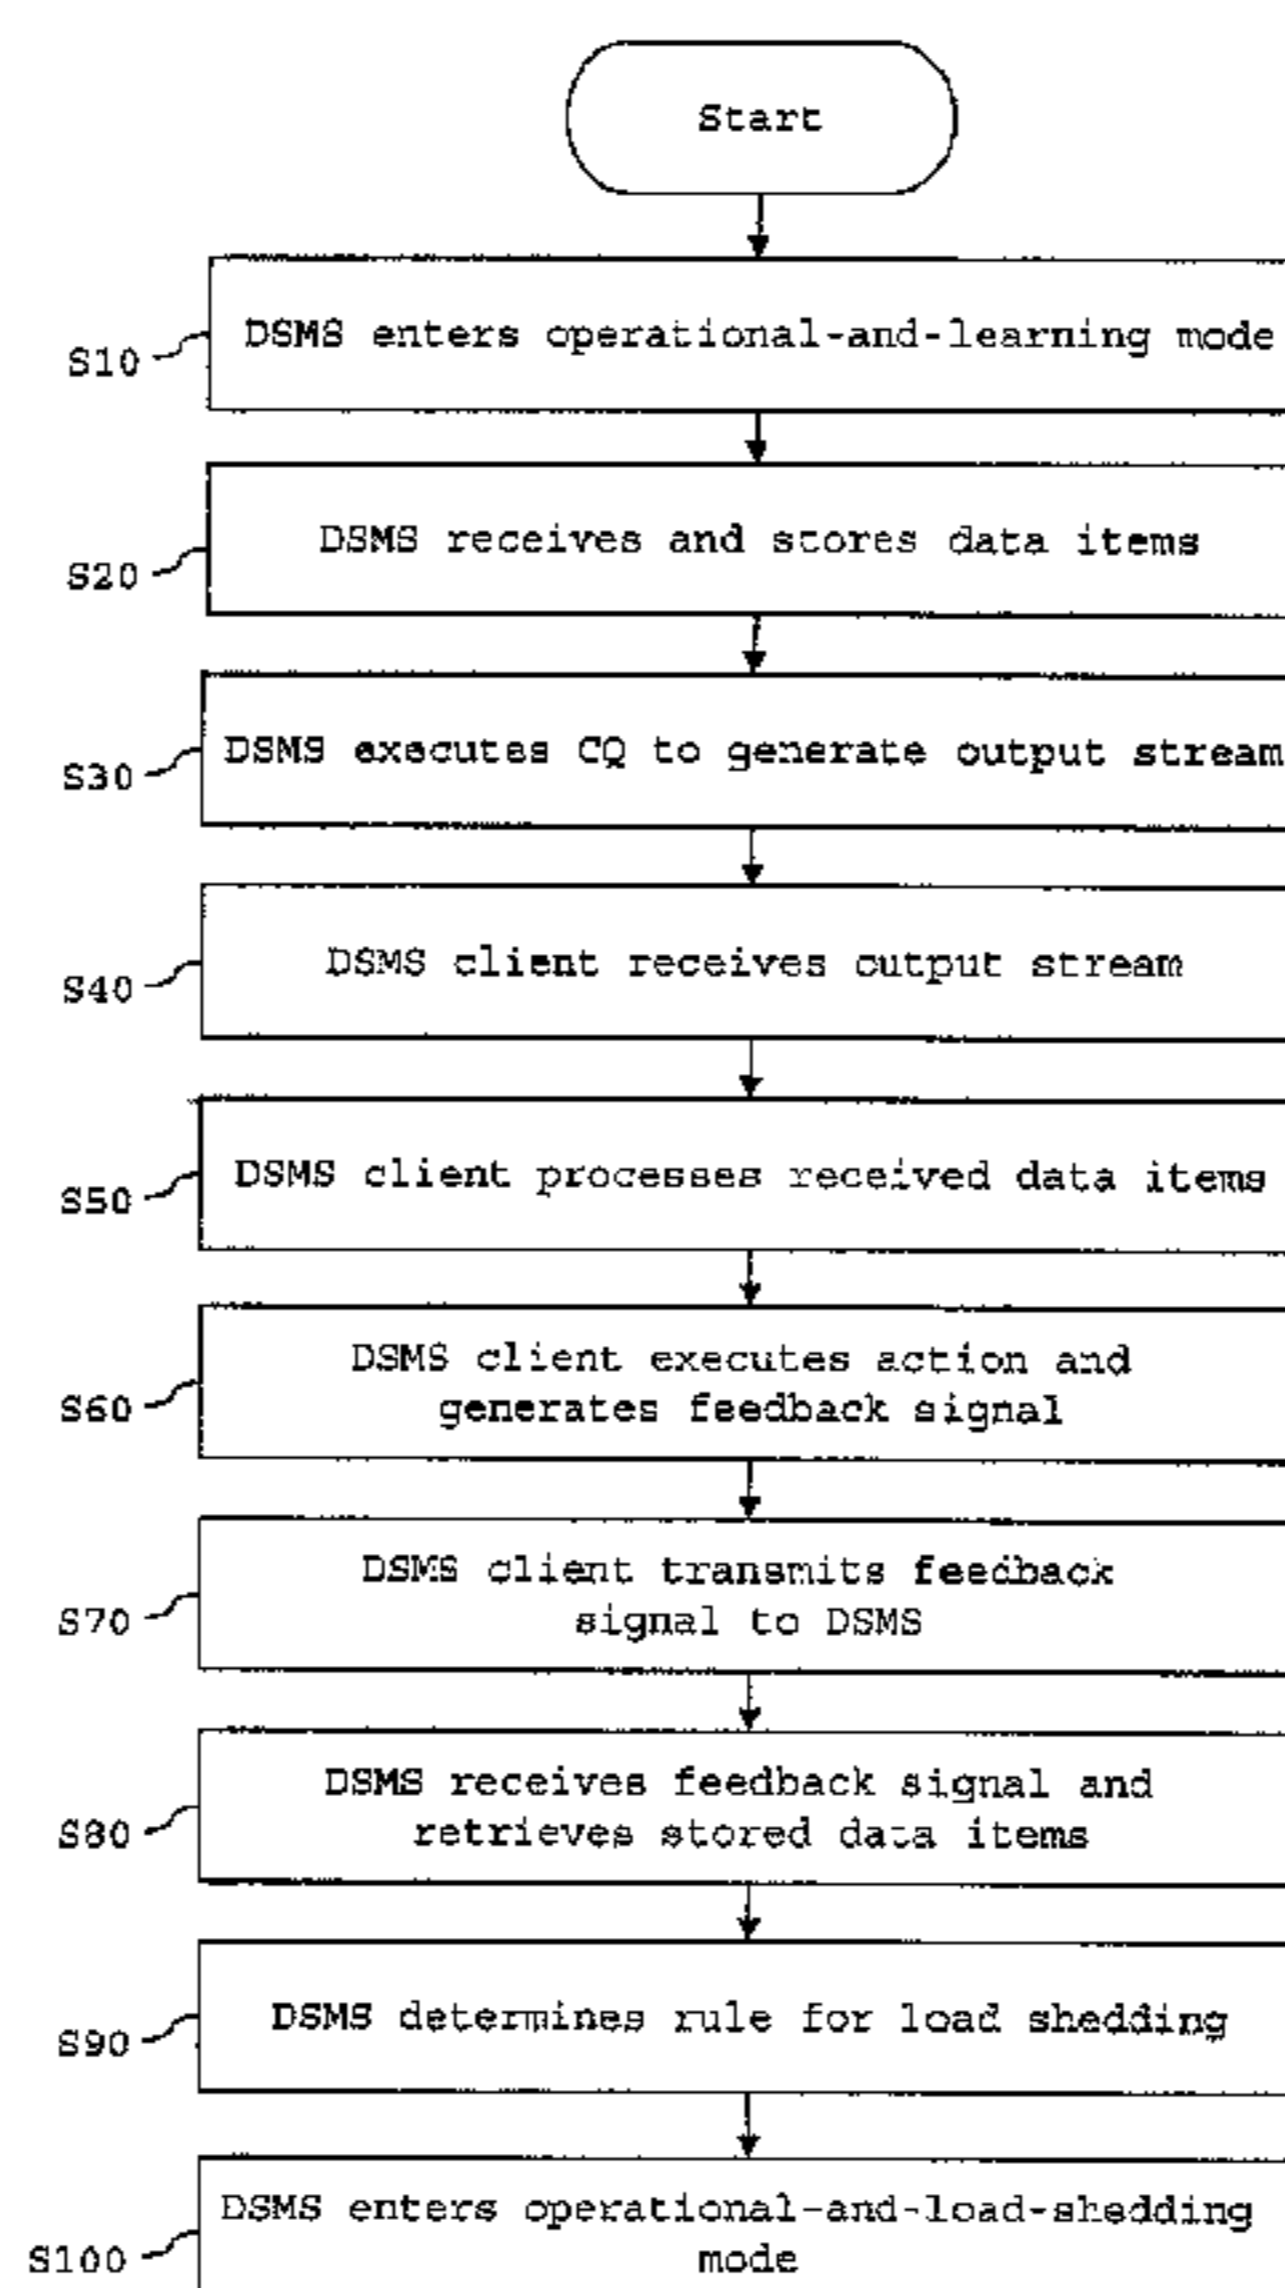 Start
S10
DSMS enters operational-and-learning mode
S20
DSMS receives and stores data items
S30
DSMS executes CQ to generate output stream
S40
DSMS client receives output stream
S50
DSMS client processes received data items
S60
DSMS client executes action and
generates feedback signal
S70
DSMS client transmits feedback
signal to DSMS
S80
DSMS receives feedback signal and
retrieves stored data items
S90
DSMS determines rule for load shedding
S100
DSMS enters operational-and-load-shedding
mode